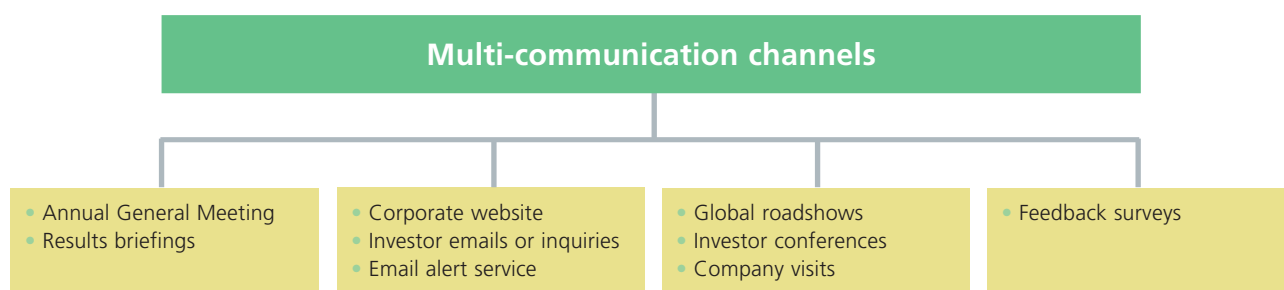 Multi-communication channels
• Annual General Meeting
• Results briefings
• Corporate website
• Investor emails or inquiries
• Email alert service
• Global roadshows
• Investor conferences
• Company visits
• Feedback surveys